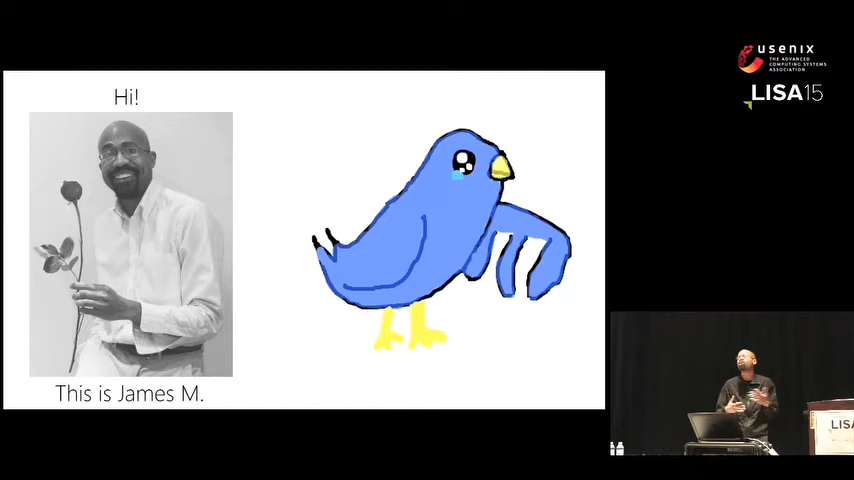 Hi!
This is James M.
usenix
THE ADVANCED
COMPUTING SYSTEMS
ASSOCIATION
LISA15
LISA